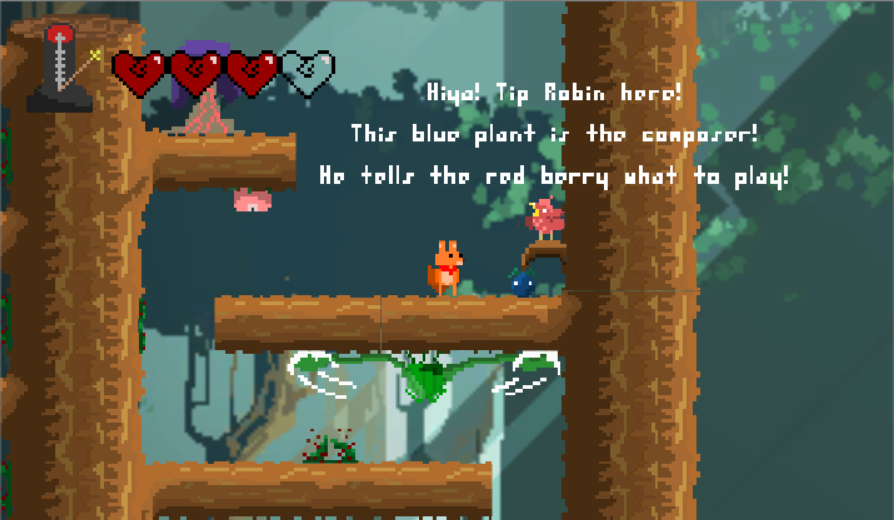 Hiya! Tip Robin here!
This blue plant is the composer!
He tells the red berry what to play!